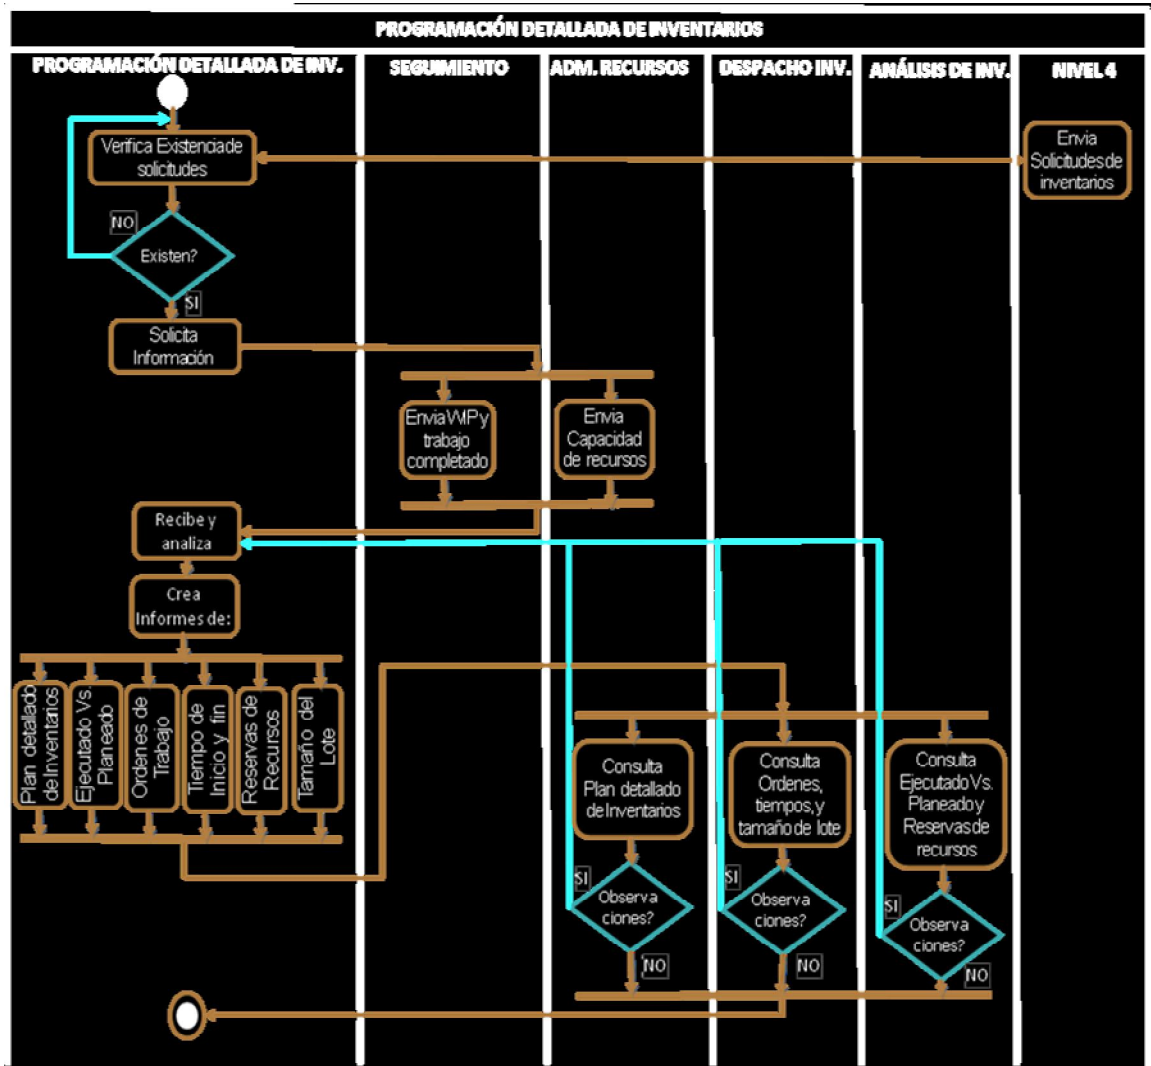 PROGRAMACIÓN DETALLADA DE INVENTARIOS
PROGRAMACIÓN DETALLADA DE INV.
SEGUIMIENTO
ADM. RECURSOS
DESPACHO INV.
ANÁLISIS DE INV.
NIVEL 4
Verifica Existencia de
solicitudes
Envia
Solicitudes de
inventarios
NO
Existen?
SI
Solicita
Información
Envia WIP y
trabajo
completado
Envia
Capacidad
de recursos
Recibe y
analiza
Crea
Informes de:
Plan detallado
de Inventarios
Ejecutado Vs.
Planeado
Ordenes de
Trabajo
Tiempo de
Inicio y fin
Reservas de
Recursos
Tamaño del
Lote
Consulta
Plan detallado
de Inventarios
Consulta
Ordenes,
tiempos, y
tamaño de lote
Consulta
Ejecutado Vs.
Planeado y
Reservas de
recursos
SI
Observa
ciones?
NO
SI
Observa
ciones?
NO
SI
Observa
ciones?
NO